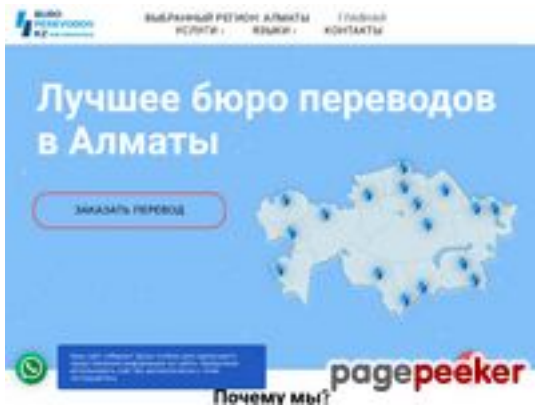 BURO
PEREVODOV
KZ
ВЫБРАННЫЙ РЕГИОН: АЛМАТЫ ГЛАВНАЯ
УСЛУГИ ЯЗЫКИ КОНТАКТЫ
Лучшее бюро переводов
в Алматы
ЗАКАЗАТЬ ПЕРЕВОД
pagepeeker
Почему мы?